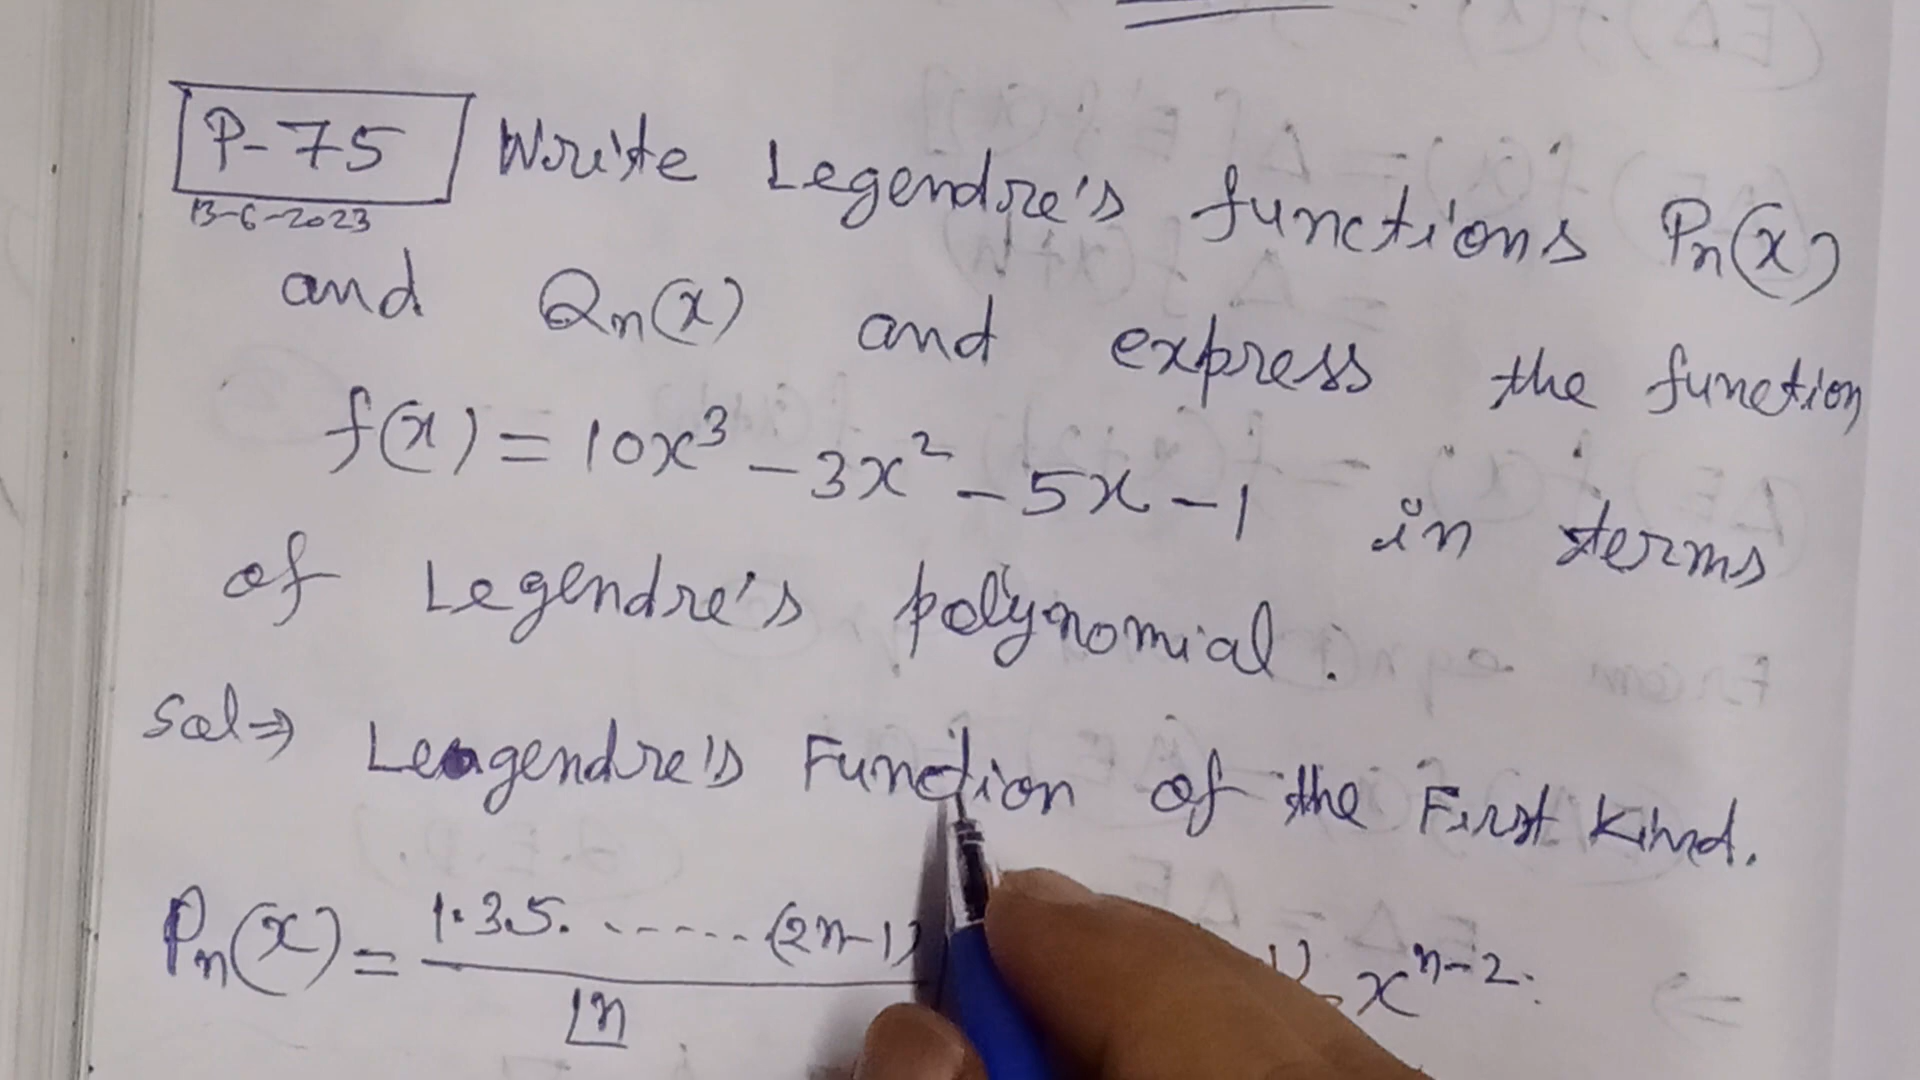 P-75 Write Legendre's functions Pn(x)
13-6-2023
and Qn(x) and express the function
f(x) = 10x³ - 3x² - 5x - 1 in terms
of Legendre's polynomial.
Sol⇒ Legendre's Function of the First Kind.
Pn(x) = 1.3.5. ...... (2n-1) / |n x^(n-2).